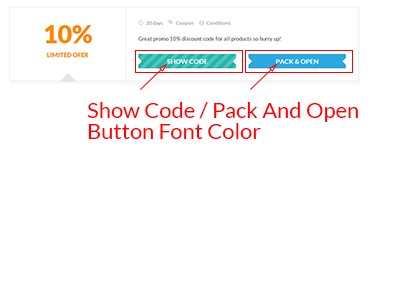 10%
LIMITED OFER
20 days Coupon Conditions
Great promo 10% discount code for all products so hurry up!
SHOW CODE
PACK & OPEN
Show Code / Pack And Open
Button Font Color